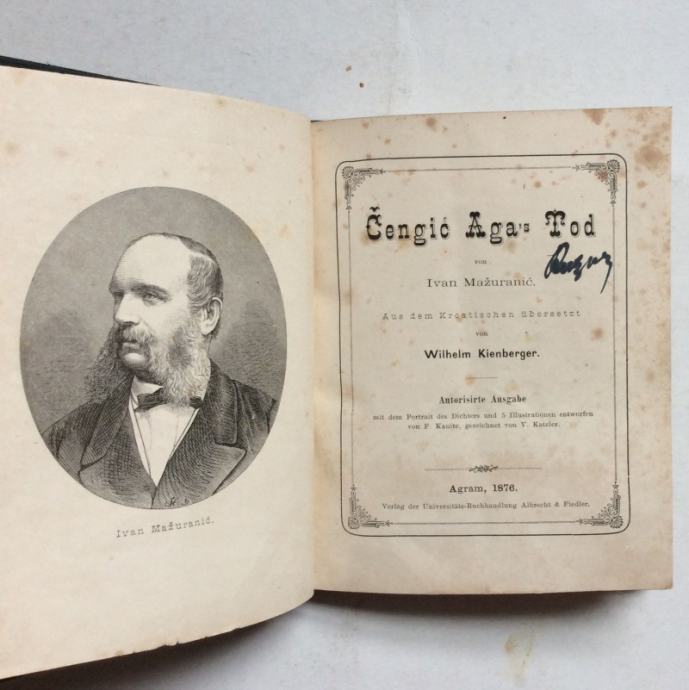 Ivan Mažuranić.
Čengić Aga's Tod
von
Ivan Mažuranić.
Aus dem Kroatischen übersetzt
von
Wilhelm Kienberger.
Autorisirte Ausgabe
mit dem Portrait des Dichters und 5 Illustrationen entworfen
von F. Kanitz, gezeichnet von V. Katzler.
Agram, 1876.
Verlag der Universitäts-Buchhandlung Albrecht & Fiedler.